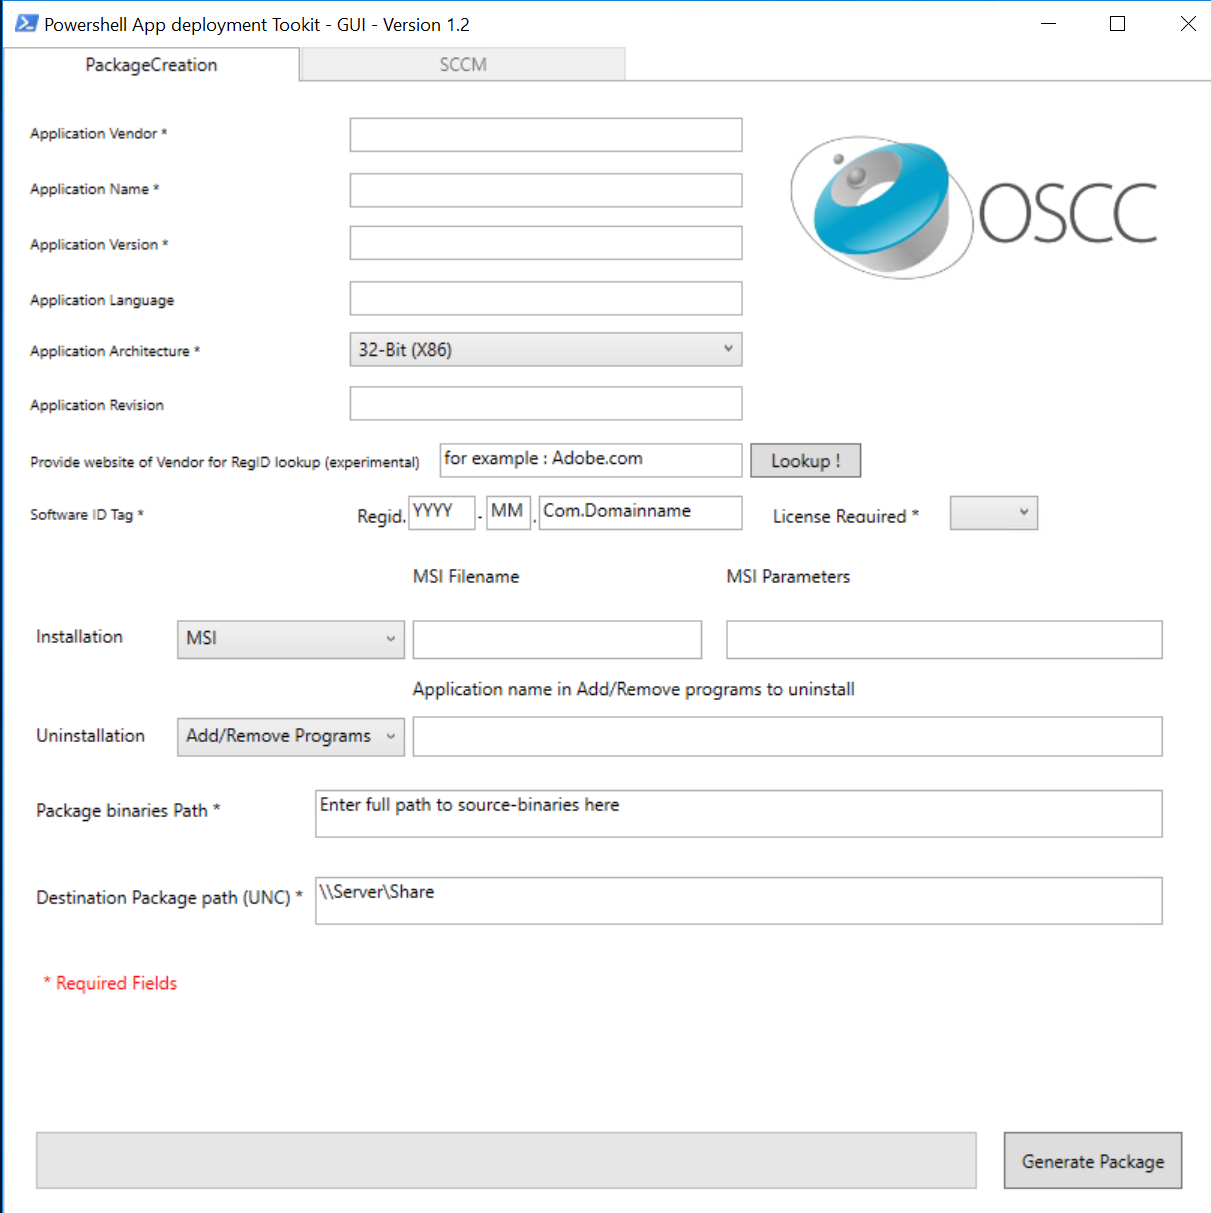 Powershell App deployment Tookit - GUI - Version 1.2
PackageCreation SCCM
Application Vendor *
OSCC
Application Name *
Application Version *
Application Language
Application Architecture * 32-Bit (X86)
Application Revision
Provide website of Vendor for RegID lookup (experimental) for example : Adobe.com Lookup !
Software ID Tag * Regid. YYYY - MM . Com.Domainname License Required *
MSI Filename MSI Parameters
Installation MSI
Application name in Add/Remove programs to uninstall
Uninstallation Add/Remove Programs
Package binaries Path * Enter full path to source-binaries here
Destination Package path (UNC) * \\Server\Share
* Required Fields
Generate Package